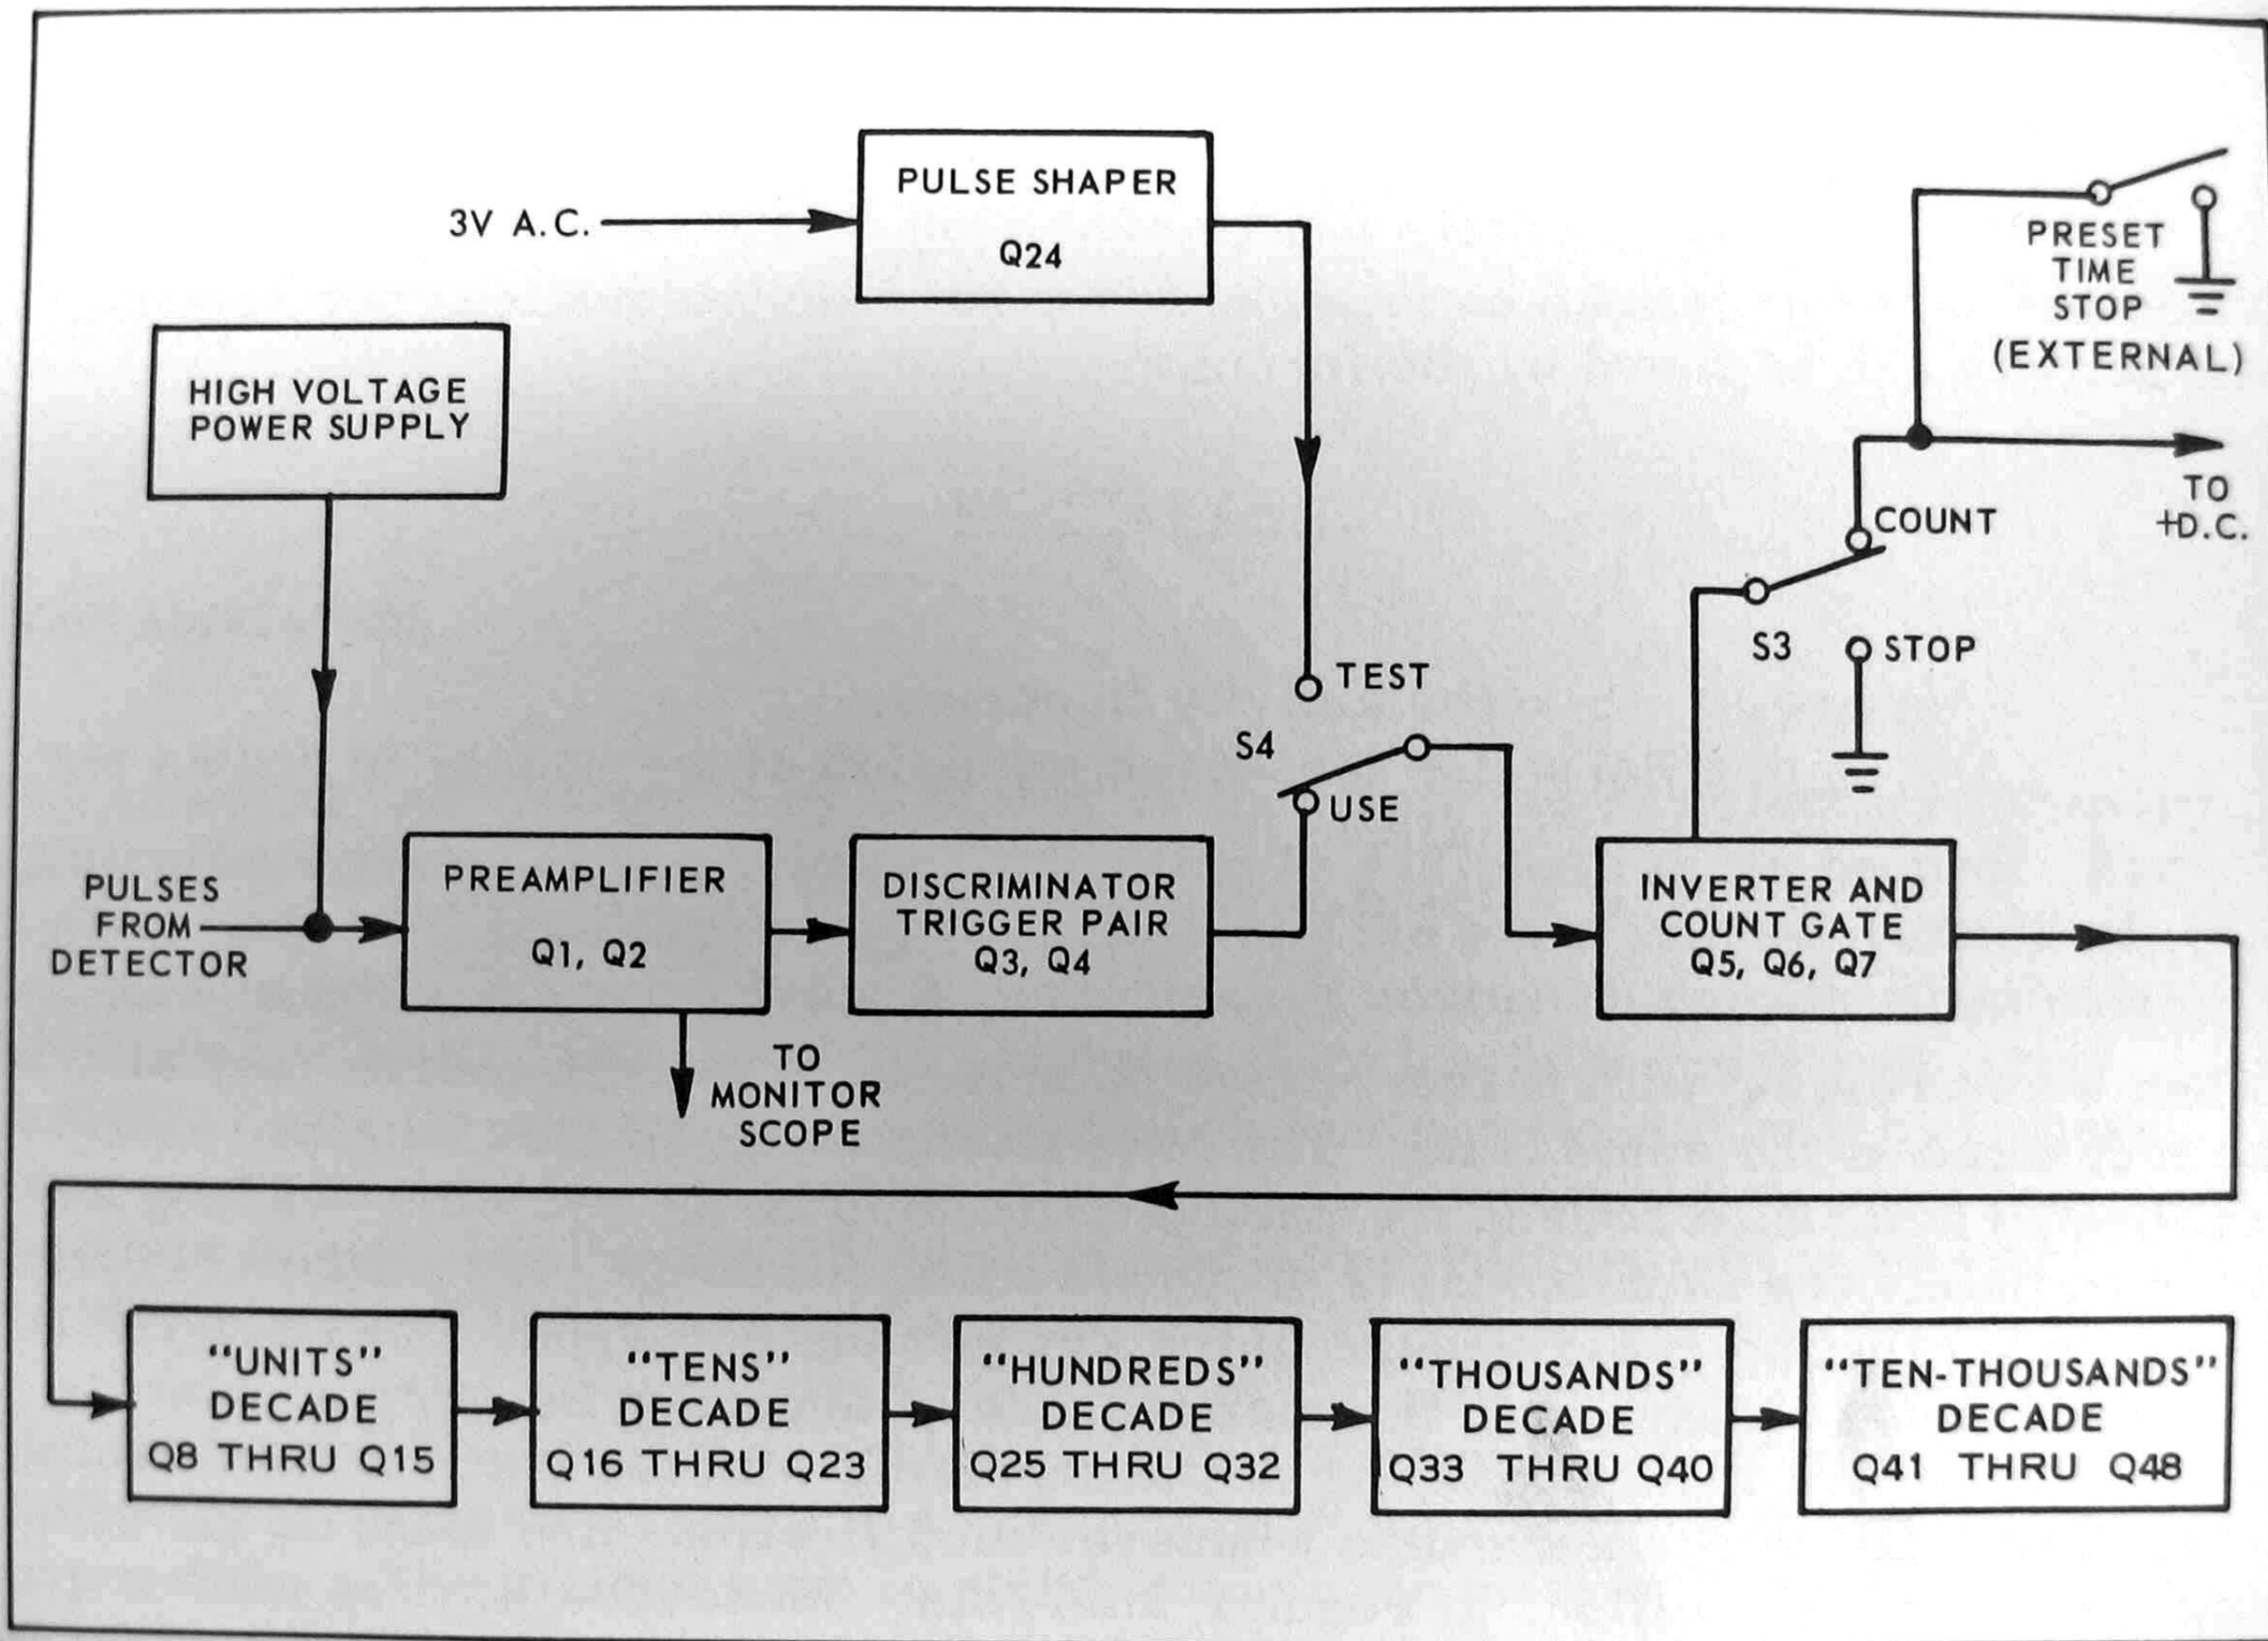 PULSE SHAPER
Q24
3V A.C.
PRESET
TIME
STOP
(EXTERNAL)
HIGH VOLTAGE
POWER SUPPLY
TO
+D.C.
COUNT
S3
STOP
TEST
S4
USE
PULSES
FROM
DETECTOR
PREAMPLIFIER
Q1, Q2
DISCRIMINATOR
TRIGGER PAIR
Q3, Q4
INVERTER AND
COUNT GATE
Q5, Q6, Q7
TO
MONITOR
SCOPE
"UNITS"
DECADE
Q8 THRU Q15
"TENS"
DECADE
Q16 THRU Q23
"HUNDREDS"
DECADE
Q25 THRU Q32
"THOUSANDS"
DECADE
Q33 THRU Q40
"TEN-THOUSANDS"
DECADE
Q41 THRU Q48